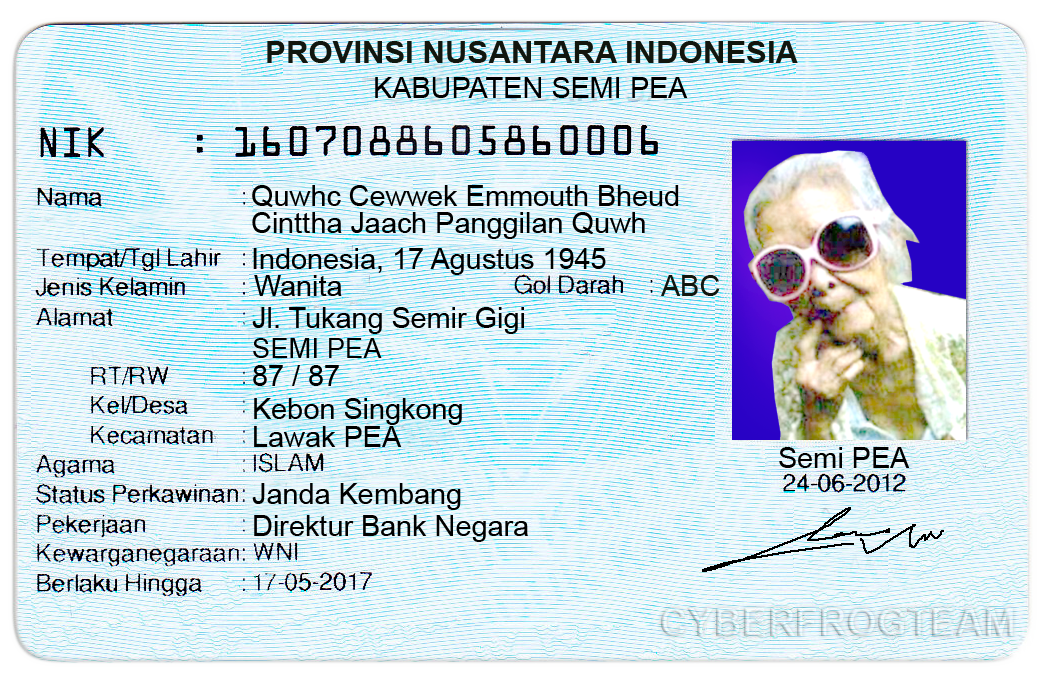 PROVINSI NUSANTARA INDONESIA
KABUPATEN SEMI PEA
NIK : 1607088605860006
Nama : Quwhc Cewwek Emmouth Bheud
Cinttha Jaach Panggilan Quwh
Tempat/Tgl Lahir : Indonesia, 17 Agustus 1945
Jenis Kelamin : Wanita Gol Darah : ABC
Alamat : Jl. Tukang Semir Gigi
SEMI PEA
RT/RW : 87 / 87
Kel/Desa : Kebon Singkong
Kecamatan : Lawak PEA
Agama : ISLAM
Status Perkawinan: Janda Kembang
Pekerjaan : Direktur Bank Negara
Kewarganegaraan: WNI
Berlaku Hingga : 17-05-2017
Semi PEA
24-06-2012
CYBERFROGTEAM